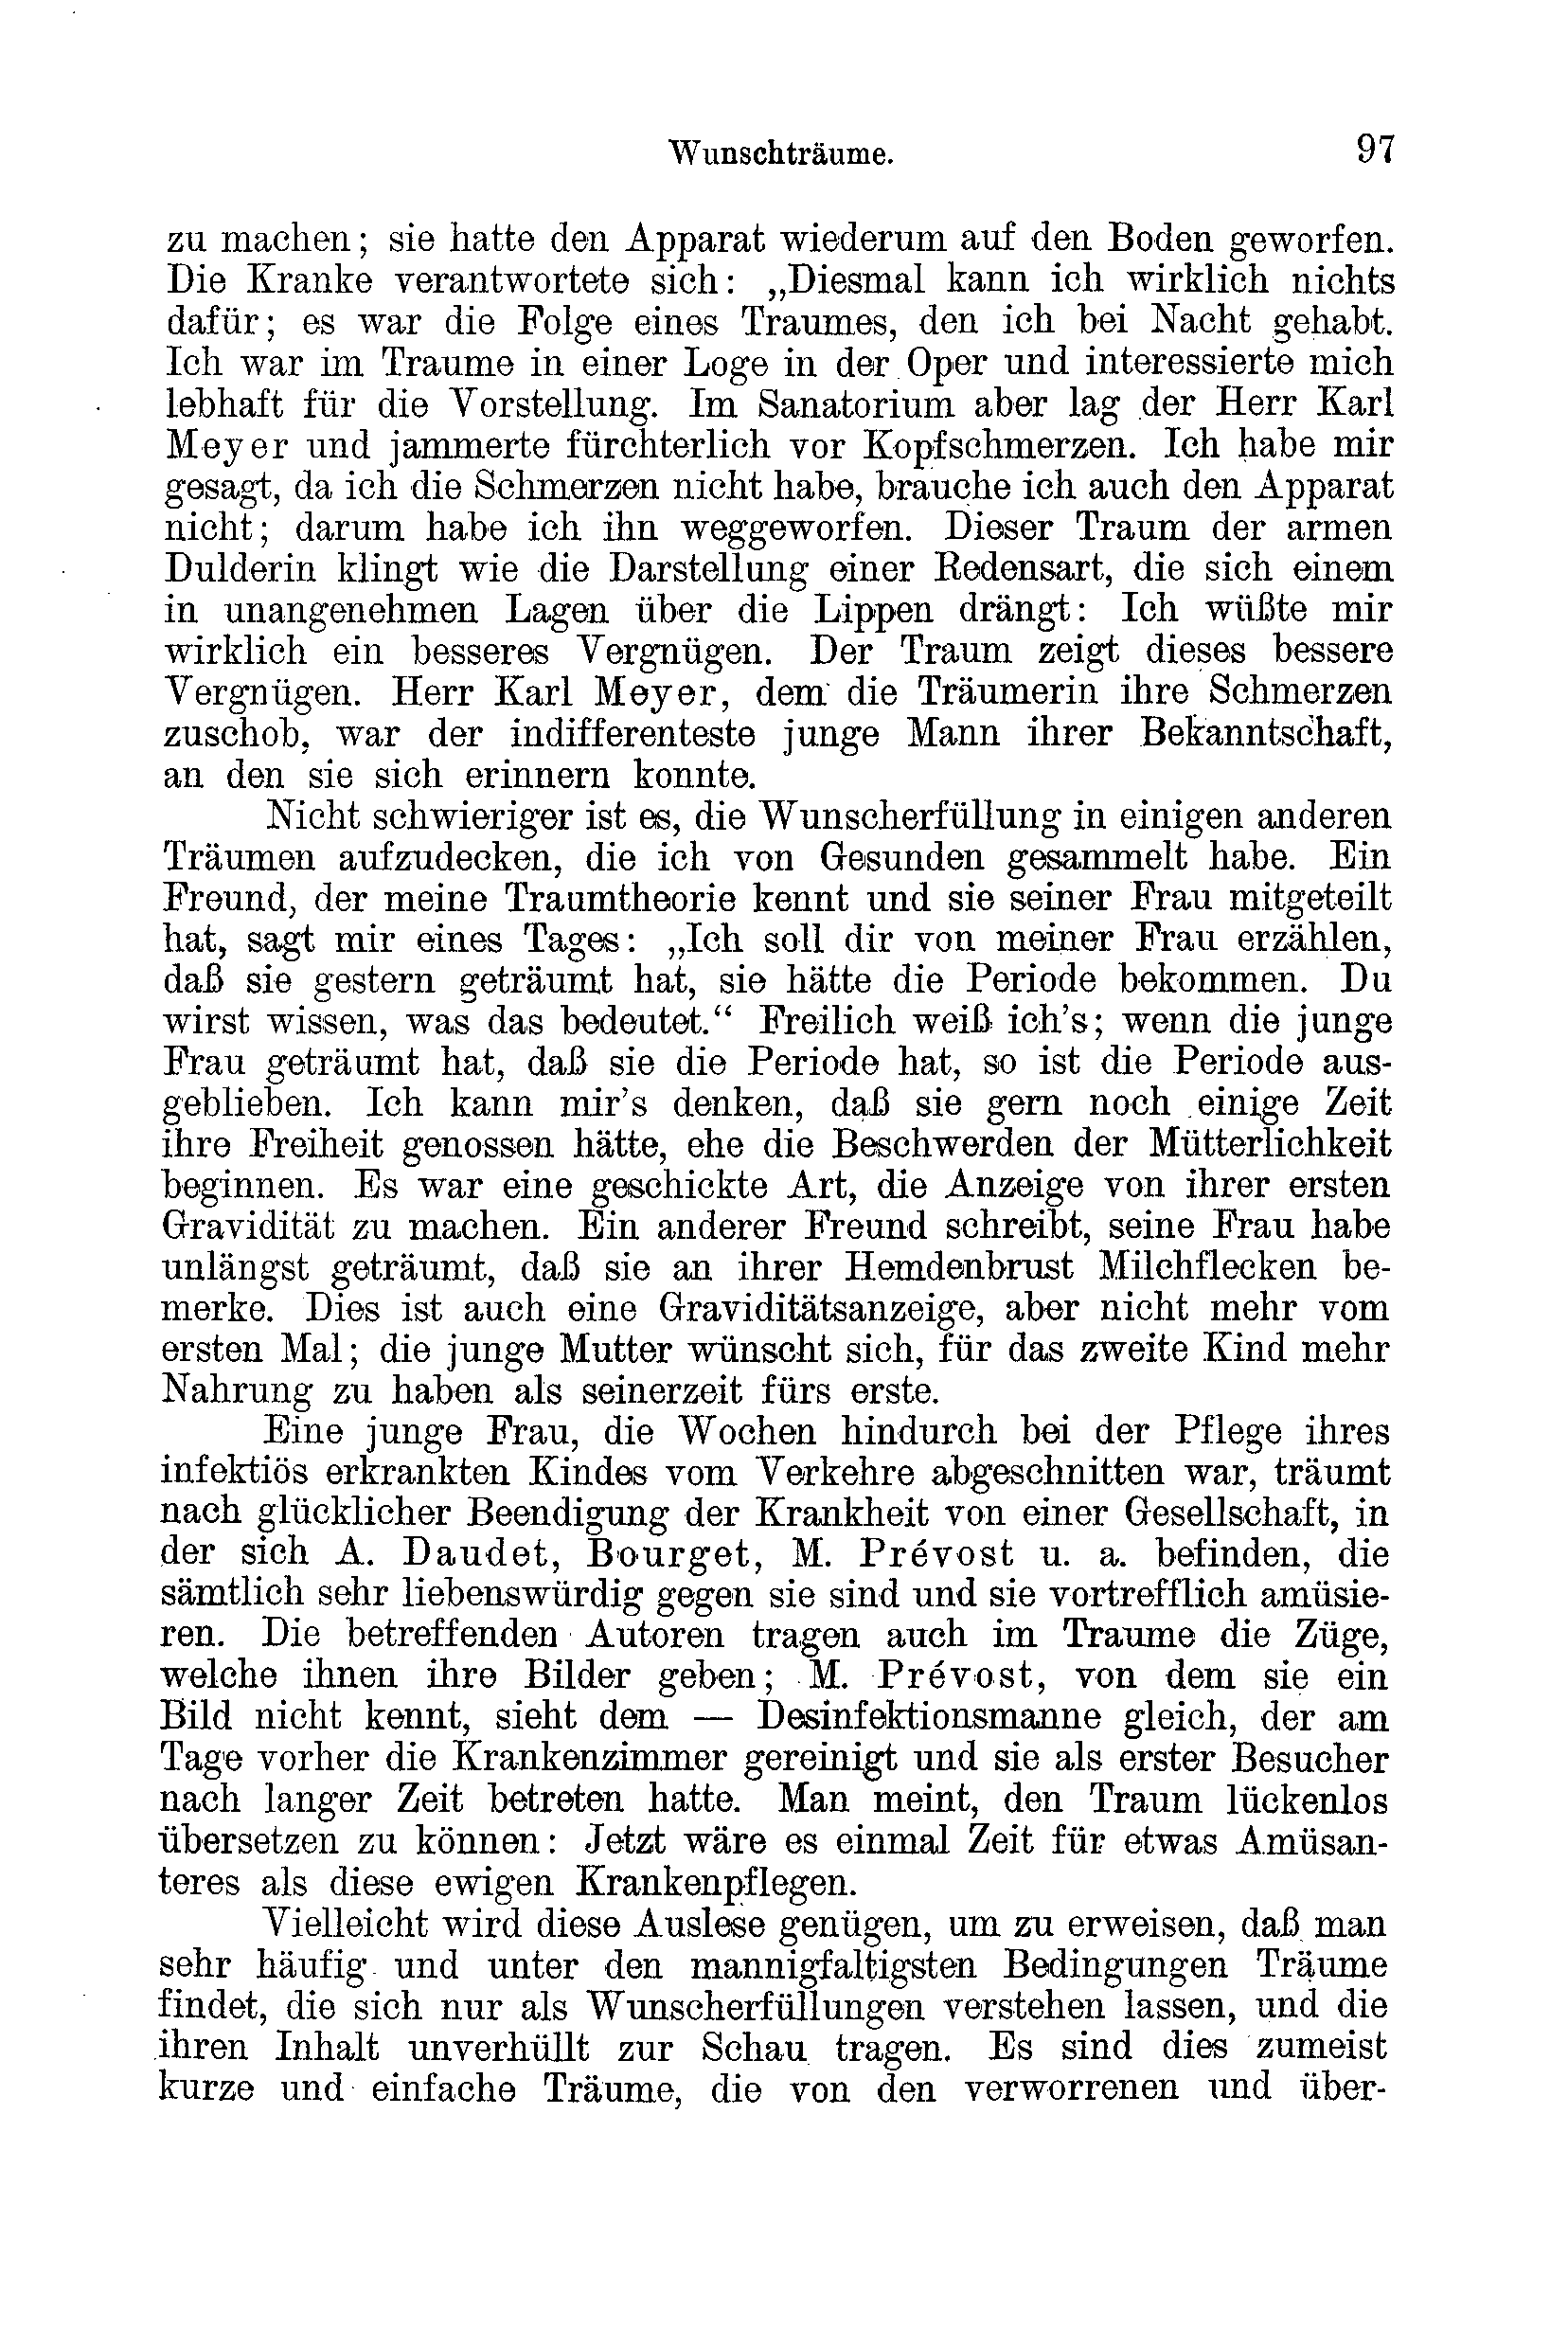 Wunschträume. 97
zu machen; sie hatte den Apparat wiederum auf den Boden geworfen.
Die Kranke verantwortete sich: „Diesmal kann ich wirklich nichts
dafür; es war die Folge eines Traumes, den ich bei Nacht gehabt.
Ich war im Traume in einer Loge in der Oper und interessierte mich
lebhaft für die Vorstellung. Im Sanatorium aber lag der Herr Karl
Meyer und jammerte fürchterlich vor Kopfschmerzen. Ich habe mir
gesagt, da ich die Schmerzen nicht habe, brauche ich auch den Apparat
nicht; darum habe ich ihn weggeworfen. Dieser Traum der armen
Dulderin klingt wie die Darstellung einer Redensart, die sich einem
in unangenehmen Lagen über die Lippen drängt: Ich wüßte mir
wirklich ein besseres Vergnügen. Der Traum zeigt dieses bessere
Vergnügen. Herr Karl Meyer, dem die Träumerin ihre Schmerzen
zuschob, war der indifferenteste junge Mann ihrer Bekanntschaft,
an den sie sich erinnern konnte.
Nicht schwieriger ist es, die Wunscherfüllung in einigen anderen
Träumen aufzudecken, die ich von Gesunden gesammelt habe. Ein
Freund, der meine Traumtheorie kennt und sie seiner Frau mitgeteilt
hat, sagt mir eines Tages: „Ich soll dir von meiner Frau erzählen,
daß sie gestern geträumt hat, sie hätte die Periode bekommen. Du
wirst wissen, was das bedeutet.“ Freilich weiß ich's; wenn die junge
Frau geträumt hat, daß sie die Periode hat, so ist die Periode aus-
geblieben. Ich kann mir's denken, daß sie gern noch einige Zeit
ihre Freiheit genossen hätte, ehe die Beschwerden der Mütterlichkeit
beginnen. Es war eine geschickte Art, die Anzeige von ihrer ersten
Gravidität zu machen. Ein anderer Freund schreibt, seine Frau habe
unlängst geträumt, daß sie an ihrer Hemdenbrust Milchflecken be-
merke. Dies ist auch eine Graviditätsanzeige, aber nicht mehr vom
ersten Mal; die junge Mutter wünscht sich, für das zweite Kind mehr
Nahrung zu haben als seinerzeit fürs erste.
Eine junge Frau, die Wochen hindurch bei der Pflege ihres
infektiös erkrankten Kindes vom Verkehre abgeschnitten war, träumt
nach glücklicher Beendigung der Krankheit von einer Gesellschaft, in
der sich A. Daudet, Bourget, M. Prévost u. a. befinden, die
sämtlich sehr liebenswürdig gegen sie sind und sie vortrefflich amüsie-
ren. Die betreffenden Autoren tragen auch im Traume die Züge,
welche ihnen ihre Bilder geben; M. Prévost, von dem sie ein
Bild nicht kennt, sieht dem — Desinfektionsmanne gleich, der am
Tage vorher die Krankenzimmer gereinigt und sie als erster Besucher
nach langer Zeit betreten hatte. Man meint, den Traum lückenlos
übersetzen zu können: Jetzt wäre es einmal Zeit für etwas Amüsan-
teres als diese ewigen Krankenpflegen.
Vielleicht wird diese Auslese genügen, um zu erweisen, daß man
sehr häufig und unter den mannigfaltigsten Bedingungen Träume
findet, die sich nur als Wunscherfüllungen verstehen lassen, und die
ihren Inhalt unverhüllt zur Schau tragen. Es sind dies zumeist
kurze und einfache Träume, die von den verworrenen und über-